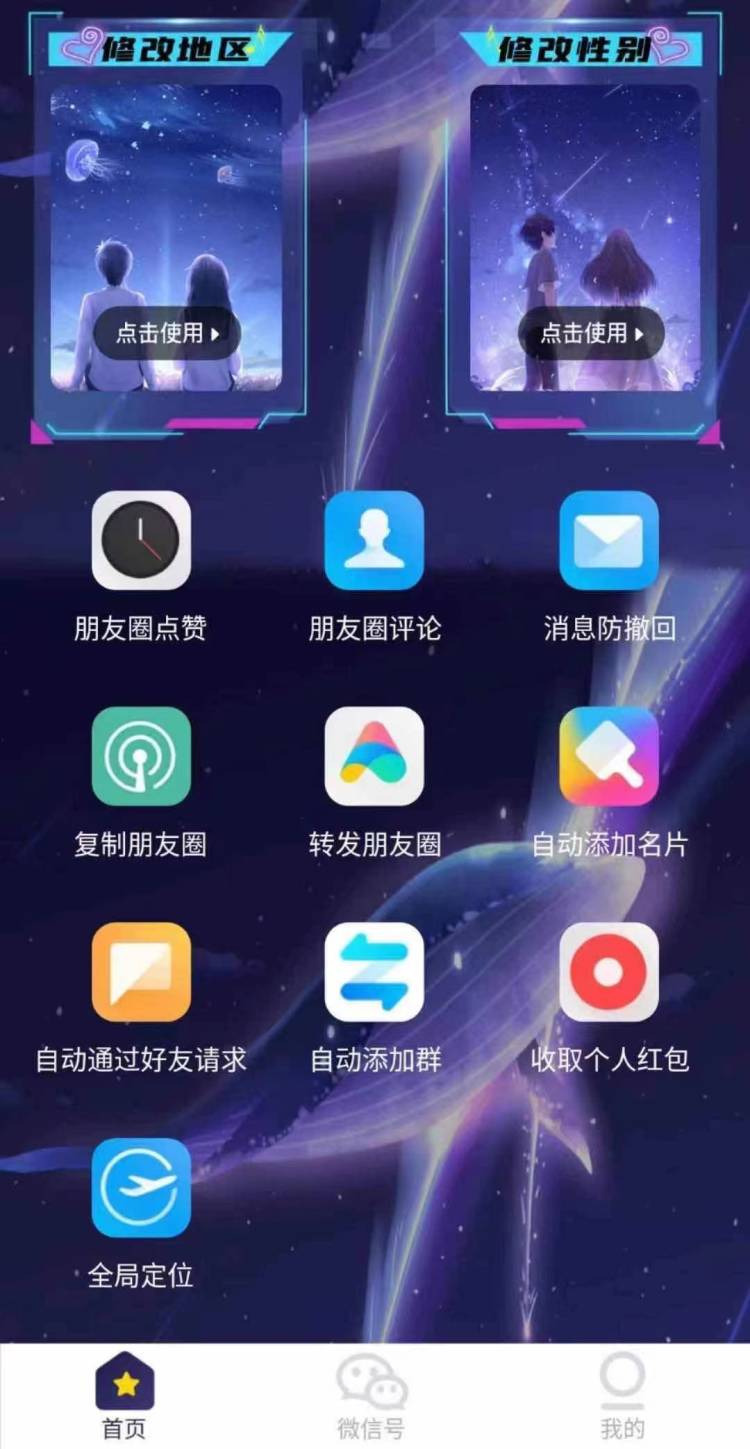 修改地区
修改性别
点击使用
点击使用
朋友圈点赞
朋友圈评论
消息防撤回
复制朋友圈
转发朋友圈
自动添加名片
自动通过好友请求
自动添加群
收取个人红包
全局定位
首页
微信号
我的